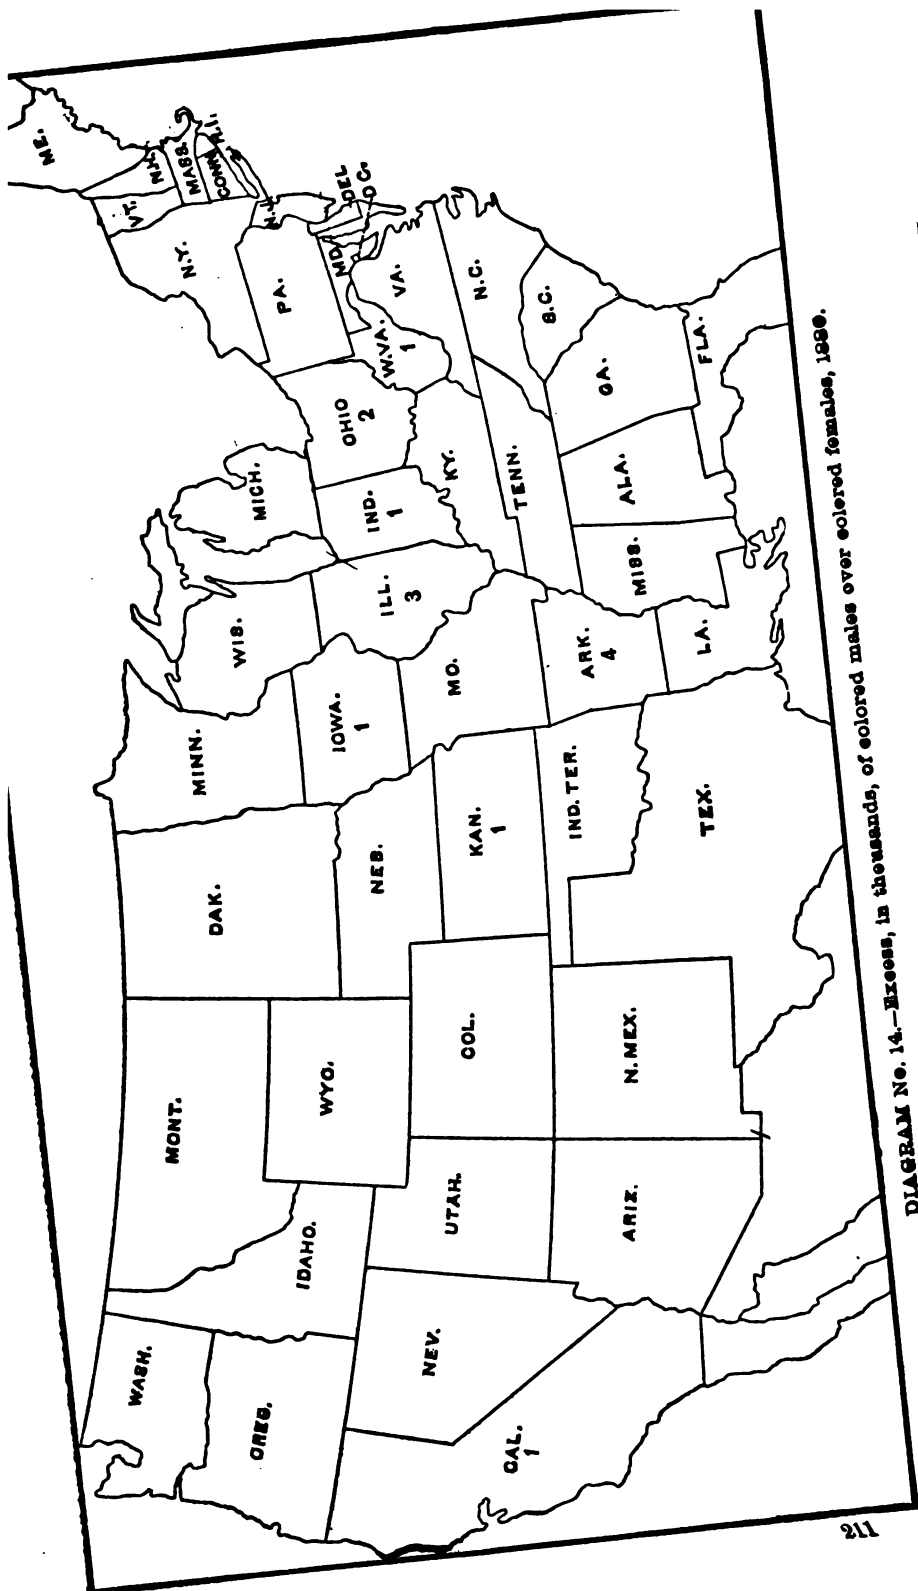 ME.
VT.
N.H.
MASS.
CONN.
R.I.
N.Y.
N.J.
PA.
DEL
D.C.
MD
VA.
W.VA.
1
N.C.
S.C.
GA.
FLA.
OHIO
2
KY.
TENN.
ALA.
MISS.
MICH.
IND.
1
ILL.
3
WIS.
MINN.
IOWA.
1
MO.
ARK.
4
LA.
DAK.
NEB.
KAN.
1
IND. TER.
TEX.
MONT.
WYO.
COL.
N.MEX.
IDAHO.
UTAH.
ARIZ.
WASH.
OREG.
NEV.
CAL.
1
DIAGRAM No. 14.—Excess, in thousands, of colored males over colored females, 1880.
211